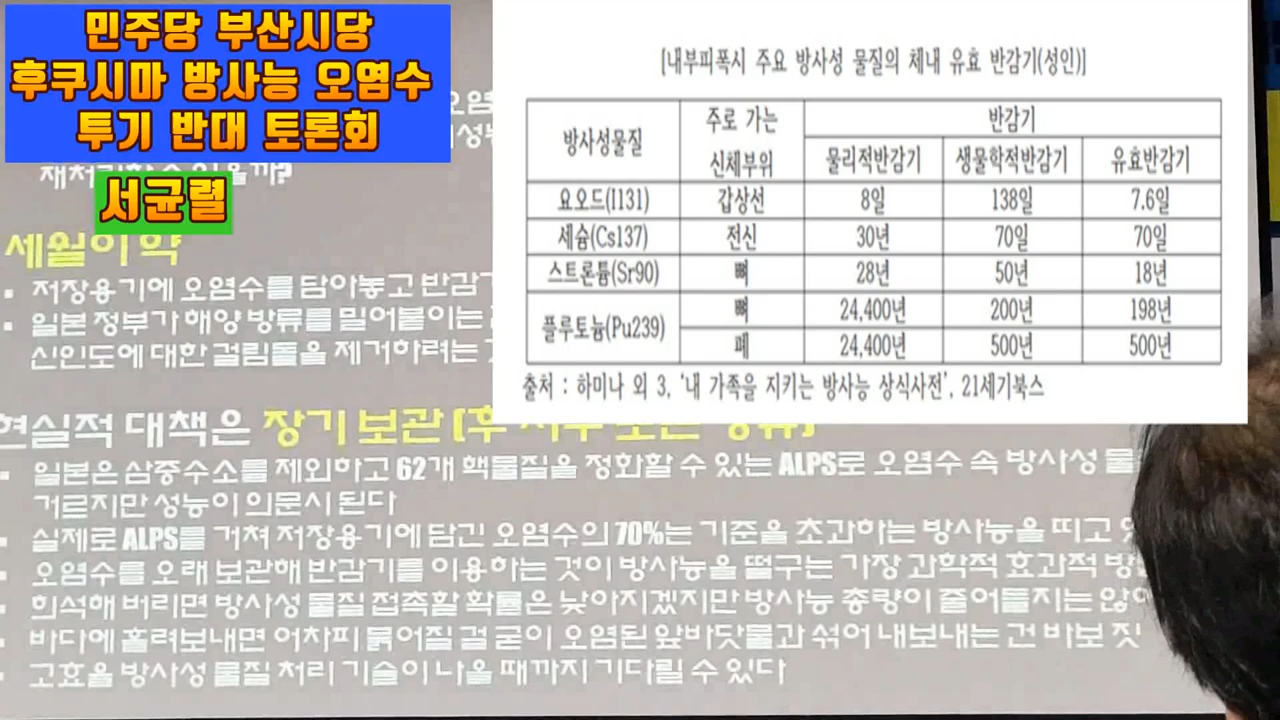 민주당 부산시당
후쿠시마 방사능 오염수
투기 반대 토론회
서균렬
[내부피폭시 주요 방사성 물질의 체내 유효 반감기(성인)]
방사성물질 주로 가는 신체부위 반감기
물리적반감기 생물학적반감기 유효반감기
요오드(I131) 갑상선 8일 138일 7.6일
세슘(Cs137) 전신 30년 70일 70일
스트론튬(Sr90) 뼈 28년 50년 18년
플루토늄(Pu239) 뼈 24,400년 200년 198년
폐 24,400년 500년 500년
출처 : 하미나 외 3, '내 가족을 지키는 방사능 상식사전', 21세기북스
세월이 약
▪ 저장용기에 오염수를 담아놓고 반감기
▪ 일본 정부가 해양 방류를 밀어붙이는
신인도에 대한 걸림돌을 제거하려는
현실적 대책은 장기 보관
▪ 일본은 삼중수소를 제외하고 62개 핵물질을 정화할 수 있는 ALPS로 오염수 속 방사성
거르지만 성능이 의문시 된다
▪ 실제로 ALPS를 거쳐 저장용기에 담긴 오염수의 70%는 기준을 초과하는 방사능을 띠고
▪ 오염수를 오래 보관해 반감기를 이용하는 것이 방사능을 떨구는 가장 과학적 효과적
▪ 희석해 버리면 방사성 물질 접촉할 확률은 낮아지겠지만 방사능 총량이 줄어들지는
▪ 바다에 흘려보내면 어차피 묽어질 걸 굳이 오염된 앞바닷물과 섞어 내보내는 건 바보 짓
▪ 고효율 방사성 물질 처리 기술이 나올 때까지 기다릴 수 있다